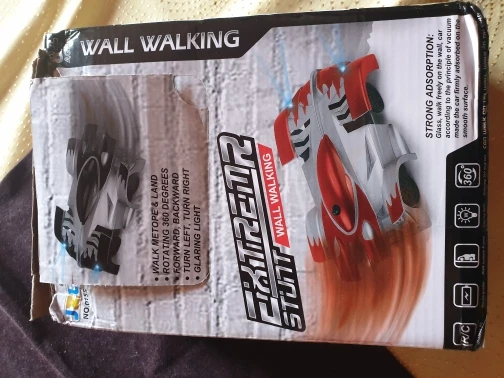 WALL WALKING
• WALK METOPE & LAND
• ROTATING 360 DEGREES
• FORWARD, BACKWARD
• TURN LEFT, TURN RIGHT
• GLARING LIGHT
EXTREME
STUNT
WALL WALKING
STRONG ADSORPTION:
Glass, walk freely on the wall, car
according to the principle of vacuum
made the car firmly adsorbed on the
smooth surface.
360°
R/C